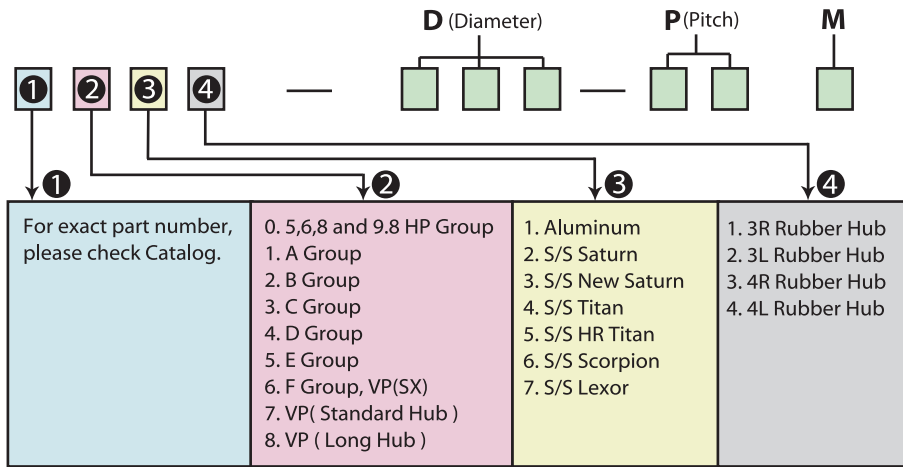 D (Diameter) P (Pitch) M
1 2 3 4 — —
1 2 3 4
For exact part number,
please check Catalog.
0. 5,6,8 and 9.8 HP Group
1. A Group
2. B Group
3. C Group
4. D Group
5. E Group
6. F Group, VP(SX)
7. VP( Standard Hub )
8. VP ( Long Hub )
1. Aluminum
2. S/S Saturn
3. S/S New Saturn
4. S/S Titan
5. S/S HR Titan
6. S/S Scorpion
7. S/S Lexor
1. 3R Rubber Hub
2. 3L Rubber Hub
3. 4R Rubber Hub
4. 4L Rubber Hub